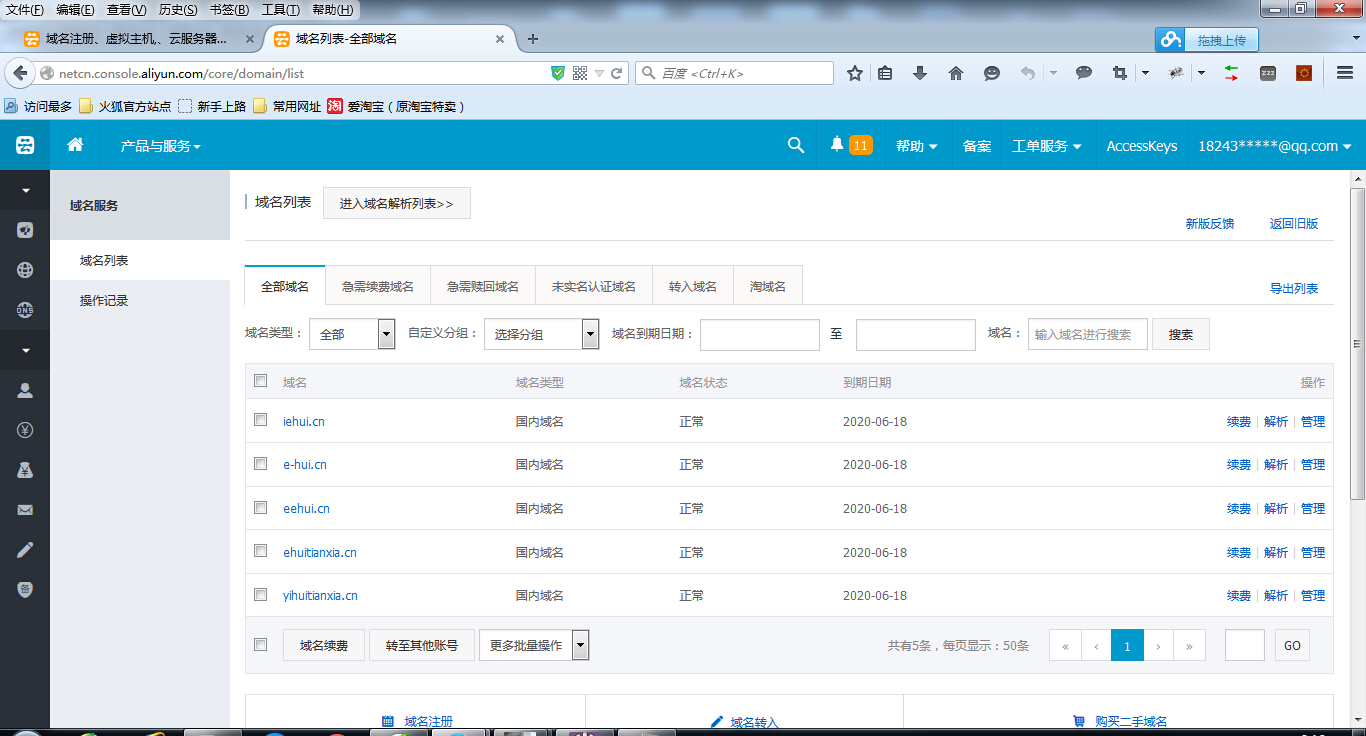 文件(F) 编辑(E) 查看(V) 历史(S) 书签(B) 工具(T) 帮助(H)
域名注册、虚拟主机,、云服务器... × 域名列表-全部域名 × +
拖拽上传
netcn.console.aliyun.com/core/domain/list 百度 <Ctrl+K>
访问最多 火狐官方站点 新手上路 常用网址 淘 爱淘宝（原淘宝特卖）
产品与服务 11 帮助 备案 工单服务 AccessKeys 18243*****@qq.com
域名服务
域名列表
操作记录
域名列表 进入域名解析列表>>
新版反馈 返回旧版
全部域名 急需续费域名 急需赎回域名 未实名认证域名 转入域名 淘域名 导出列表
域名类型： 全部 自定义分组： 选择分组 域名到期日期： 至 域名： 输入域名进行搜索 搜索
域名 域名类型 域名状态 到期日期 操作
iehui.cn 国内域名 正常 2020-06-18 续费 | 解析 | 管理
e-hui.cn 国内域名 正常 2020-06-18 续费 | 解析 | 管理
eehui.cn 国内域名 正常 2020-06-18 续费 | 解析 | 管理
ehuitianxia.cn 国内域名 正常 2020-06-18 续费 | 解析 | 管理
yihuitianxia.cn 国内域名 正常 2020-06-18 续费 | 解析 | 管理
域名续费 转至其他账号 更多批量操作 共有5条，每页显示：50条 « ‹ 1 › » GO
域名注册 域名转入 购买二手域名